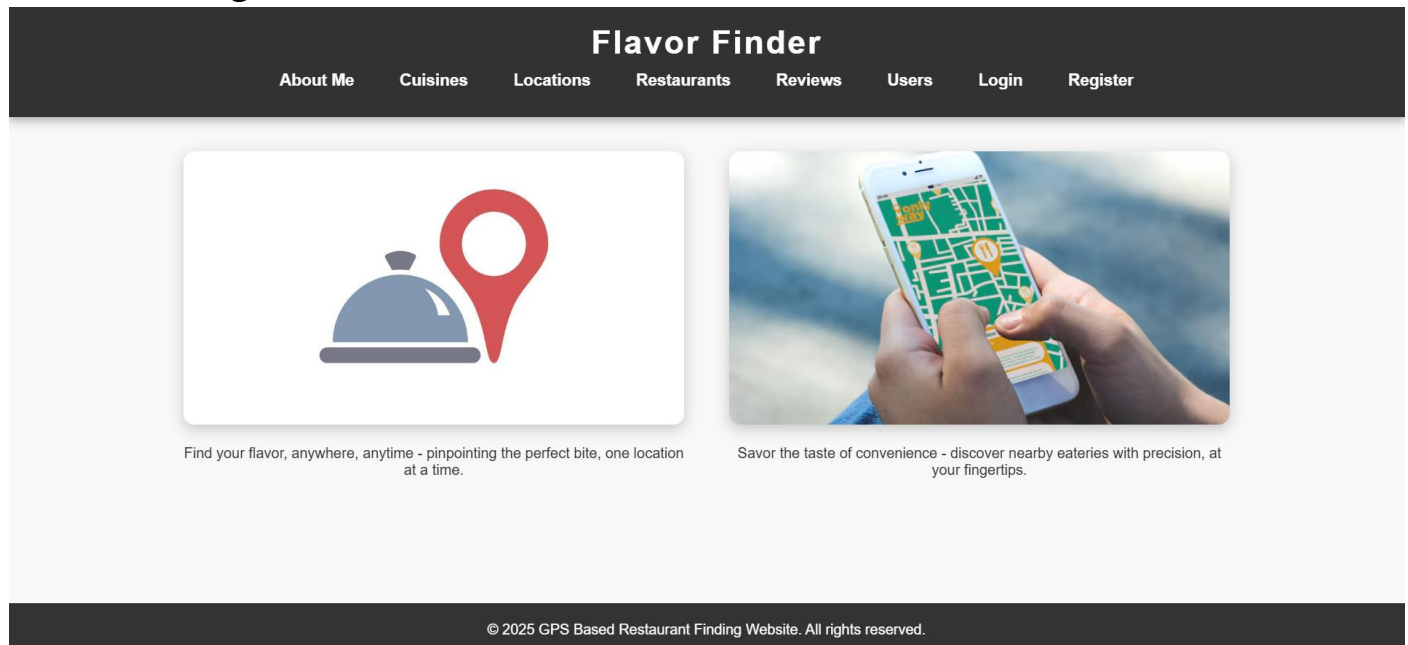 Flavor Finder
About Me Cuisines Locations Restaurants Reviews Users Login Register
only
way
Find your flavor, anywhere, anytime - pinpointing the perfect bite, one location
at a time.
Savor the taste of convenience - discover nearby eateries with precision, at
your fingertips.
© 2025 GPS Based Restaurant Finding Website. All rights reserved.